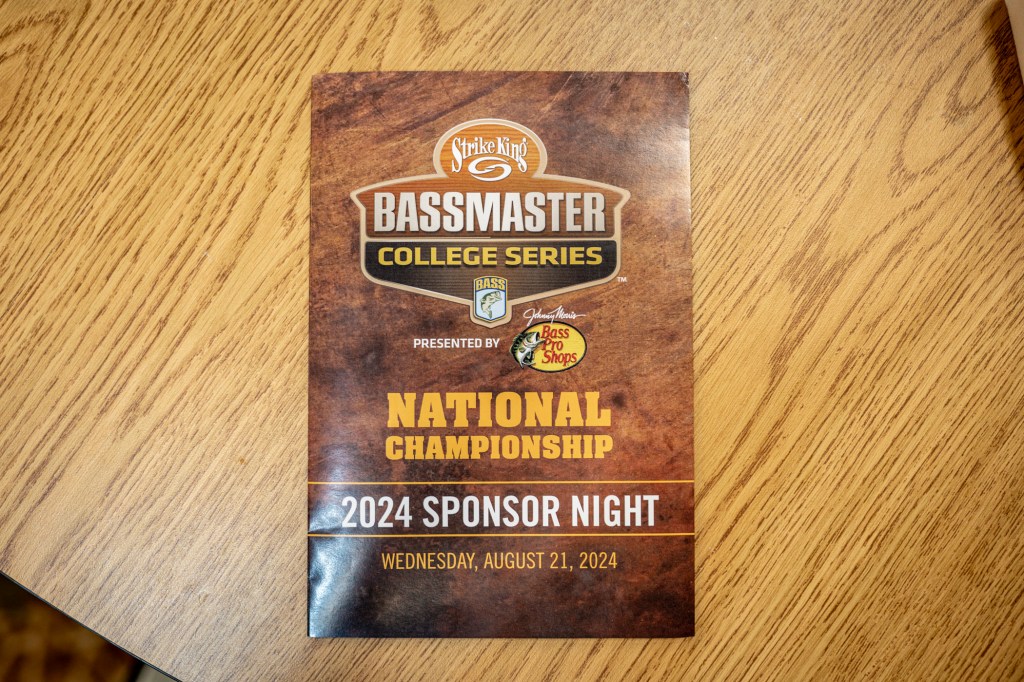 Strike King
BASSMASTER
COLLEGE SERIES
TM
BASS
Johnny Morris
PRESENTED BY
Bass
Pro
Shops
NATIONAL
CHAMPIONSHIP
2024 SPONSOR NIGHT
WEDNESDAY, AUGUST 21, 2024